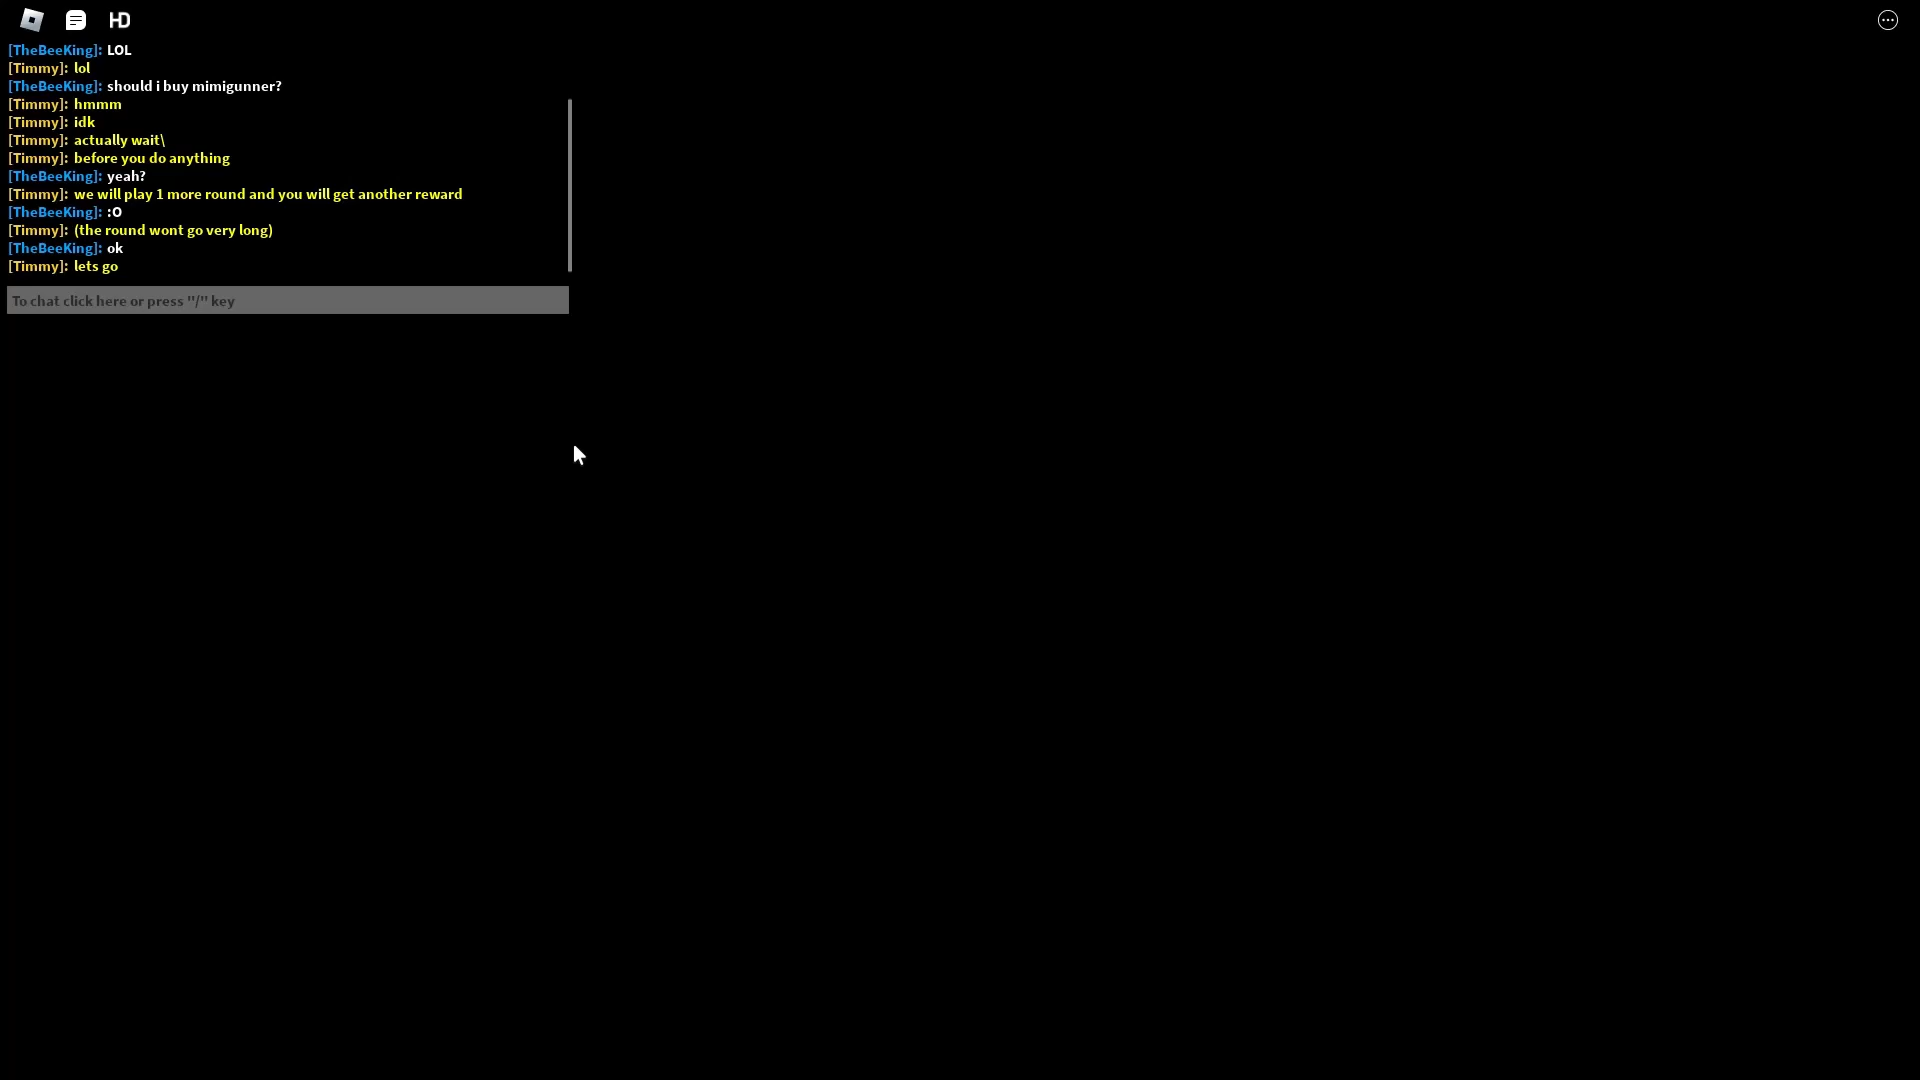 HD
[TheBeeKing]: LOL
[Timmy]: lol
[TheBeeKing]: should i buy mimigunner?
[Timmy]: hmmm
[Timmy]: idk
[Timmy]: actually wait\
[Timmy]: before you do anything
[TheBeeKing]: yeah?
[Timmy]: we will play 1 more round and you will get another reward
[TheBeeKing]: :O
[Timmy]: (the round wont go very long)
[TheBeeKing]: ok
[Timmy]: lets go
To chat click here or press "/" key